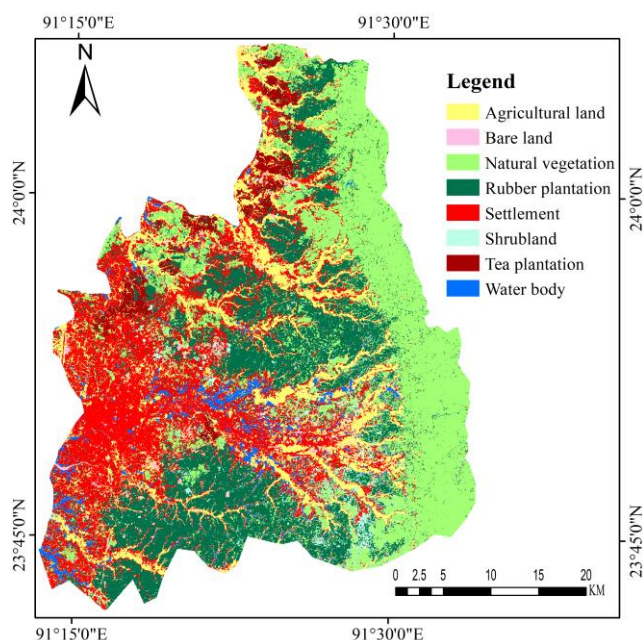 91°15'0"E
91°30'0"E
N
Legend
Agricultural land
Bare land
Natural vegetation
Rubber plantation
Settlement
Shrubland
Tea plantation
Water body
24°0'0"N
24°0'0"N
23°45'0"N
23°45'0"N
0 2.5 5 10 15 20
KM
91°15'0"E
91°30'0"E